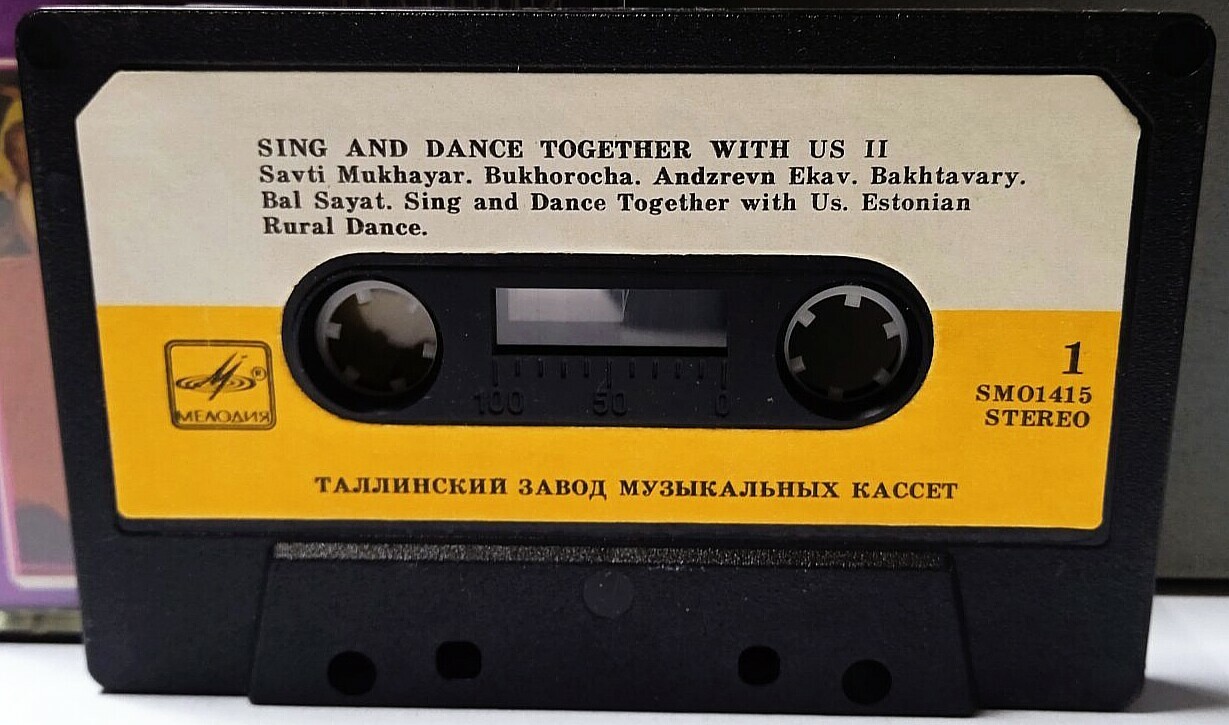 SING AND DANCE TOGETHER WITH US II
Savti Mukhayar. Bukhorocha. Andzrevn Ekav. Bakhtavary.
Bal Sayat. Sing and Dance Together with Us. Estonian
Rural Dance.
®
МЕЛОДИЯ
100 50 0
1
SMO1415
STEREO
ТАЛЛИНСКИЙ ЗАВОД МУЗЫКАЛЬНЫХ КАССЕТ